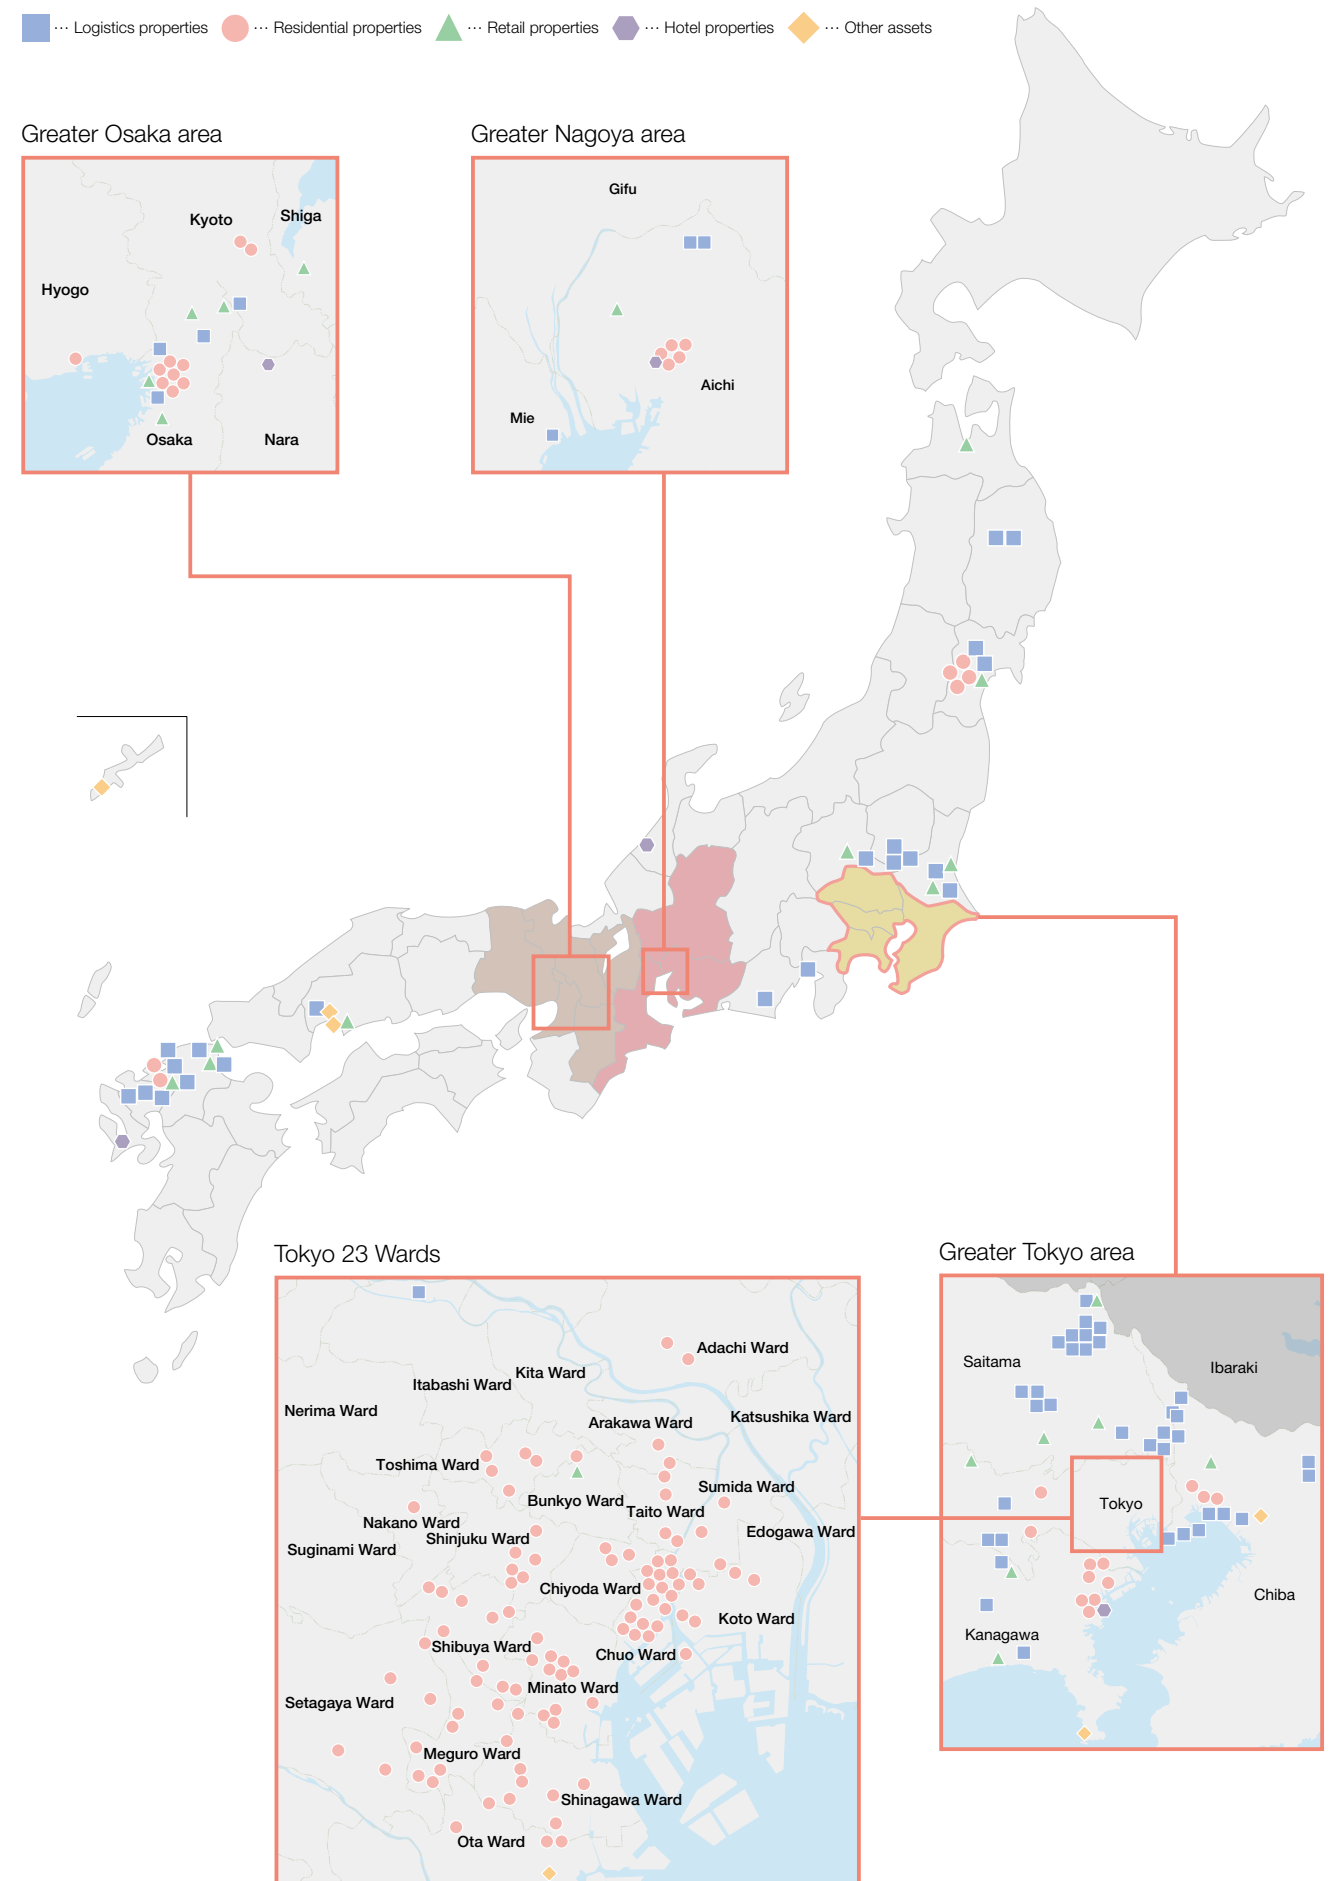 … Logistics properties … Residential properties … Retail properties … Hotel properties … Other assets
Greater Osaka area
Kyoto
Shiga
Hyogo
Osaka
Nara
Greater Nagoya area
Gifu
Aichi
Mie
Tokyo 23 Wards
Adachi Ward
Kita Ward
Itabashi Ward
Nerima Ward
Katsushika Ward
Arakawa Ward
Toshima Ward
Sumida Ward
Bunkyo Ward
Taito Ward
Nakano Ward
Edogawa Ward
Shinjuku Ward
Suginami Ward
Chiyoda Ward
Koto Ward
Shibuya Ward
Chuo Ward
Minato Ward
Setagaya Ward
Meguro Ward
Shinagawa Ward
Ota Ward
Greater Tokyo area
Saitama
Ibaraki
Tokyo
Chiba
Kanagawa